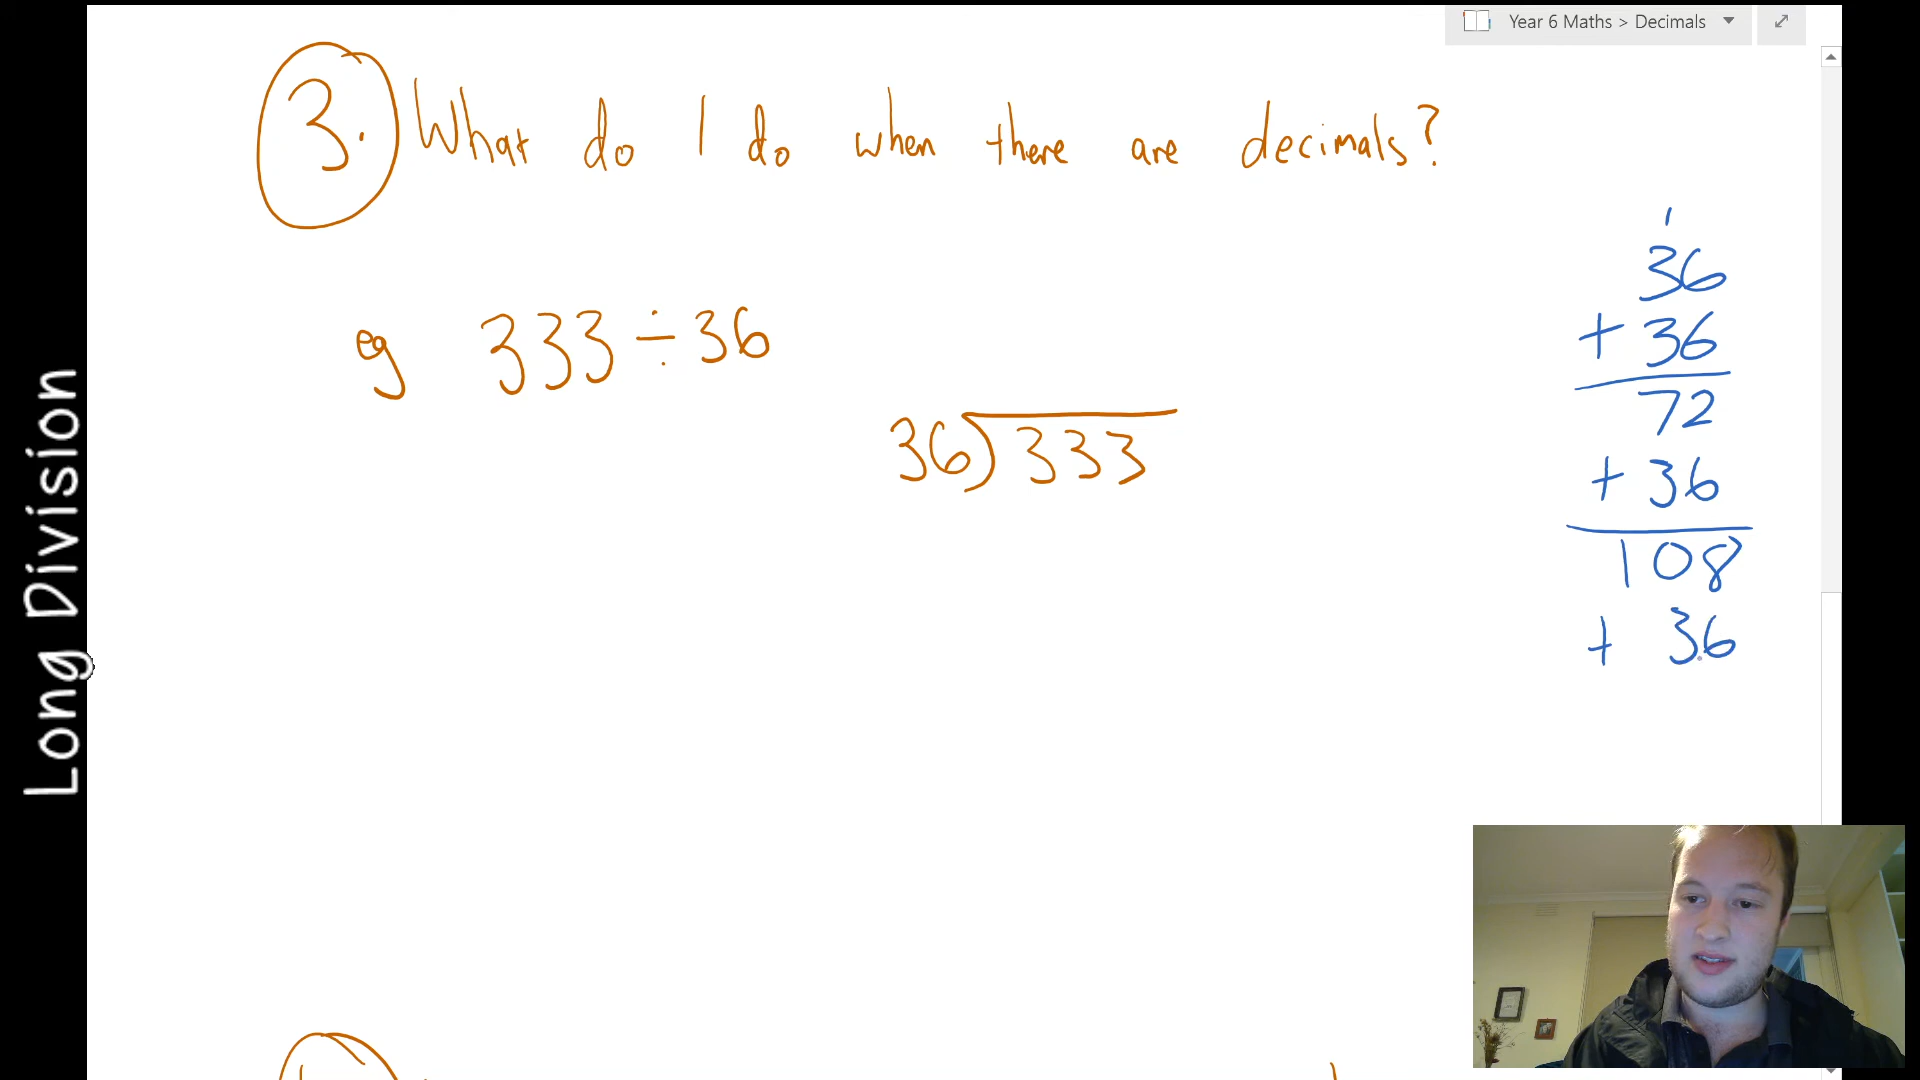 Year 6 Maths > Decimals
3. What do I do when there are decimals?
eg 333 ÷ 36
36)333
1
36
+ 36
72
+ 36
108
+ 36
Long Division